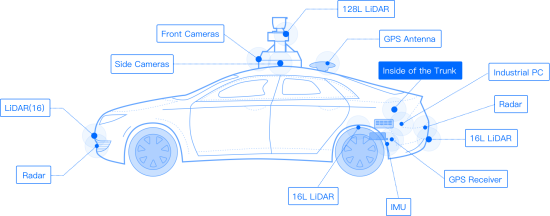 128L LiDAR
Front Cameras
GPS Antenna
Side Cameras
Inside of the Trunk
Industrial PC
LiDAR(16)
Radar
16L LiDAR
Radar
GPS Receiver
16L LiDAR
IMU